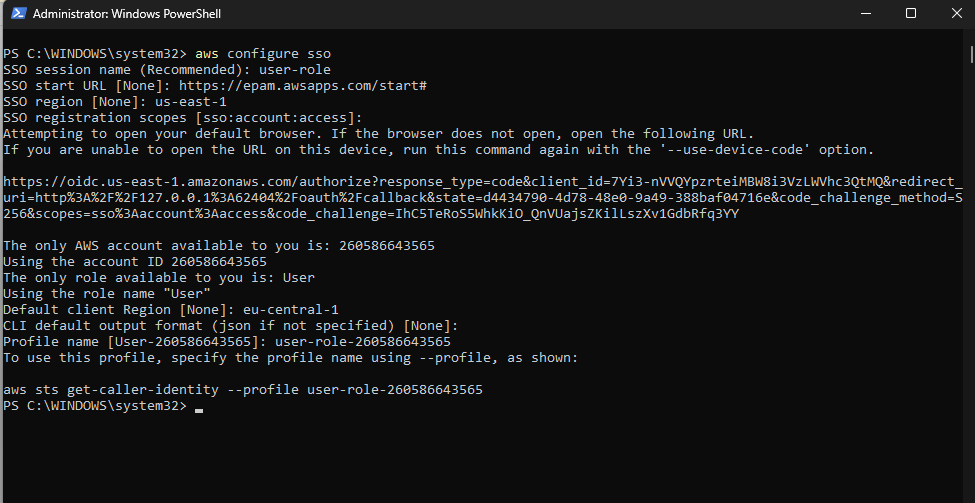 Administrator: Windows PowerShell
PS C:\WINDOWS\system32> aws configure sso
SSO session name (Recommended): user-role
SSO start URL [None]: https://epam.awsapps.com/start#
SSO region [None]: us-east-1
SSO registration scopes [sso:account:access]:
Attempting to open your default browser. If the browser does not open, open the following URL.
If you are unable to open the URL on this device, run this command again with the '--use-device-code' option.
https://oidc.us-east-1.amazonaws.com/authorize?response_type=code&client_id=7Yi3-nVVQYpzrteiMBW8i3VzLWVhc3QtMQ&redirect_
uri=http%3A%2F%2F127.0.0.1%3A62404%2Foauth%2Fcallback&state=d4434790-4d78-48e0-9a49-388baf04716e&code_challenge_method=S
256&scopes=sso%3Aaccount%3Aaccess&code_challenge=IhC5TeRoS5WhkKiO_QnVUajsZKilLszXv1GdbRfq3YY
The only AWS account available to you is: 260586643565
Using the account ID 260586643565
The only role available to you is: User
Using the role name "User"
Default client Region [None]: eu-central-1
CLI default output format (json if not specified) [None]:
Profile name [User-260586643565]: user-role-260586643565
To use this profile, specify the profile name using --profile, as shown:
aws sts get-caller-identity --profile user-role-260586643565
PS C:\WINDOWS\system32>